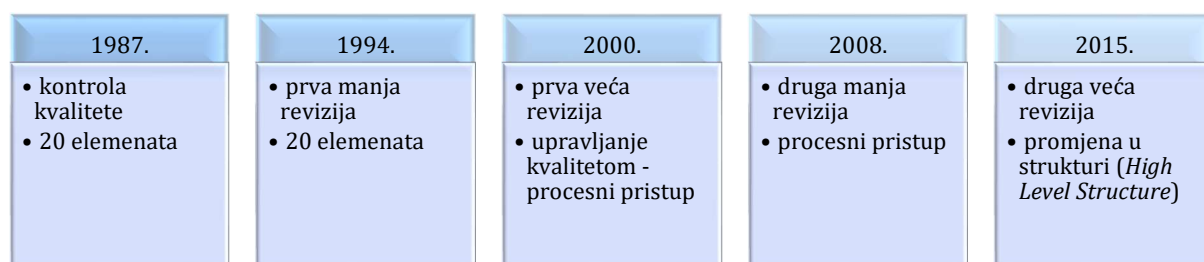 1987.
• kontrola
kvalitete
• 20 elemenata
1994.
• prva manja
revizija
• 20 elemenata
2000.
• prva veća
revizija
• upravljanje
kvalitetom -
procesni pristup
2008.
• druga manja
revizija
• procesni pristup
2015.
• druga veća
revizija
• promjena u
strukturi (High
Level Structure)